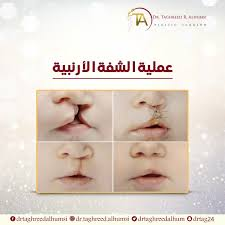 DR. TAGHREED R. ALHUMSI
PLASTIC SURGEON
عملية الشفة الأرنبية
drtaghreedalhumsi
dr.taghreed.alhumsi
drtaghreedalhum
drtag24